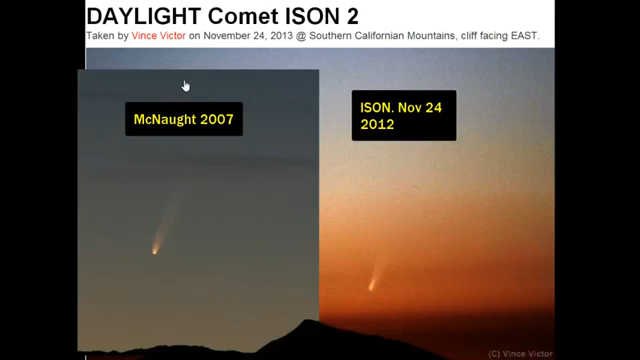 DAYLIGHT Comet ISON 2
Taken by Vince Victor on November 24, 2013 @ Southern Californian Mountains, cliff facing EAST.
McNaught 2007
ISON. Nov 24
2012
(C) Vince Victor